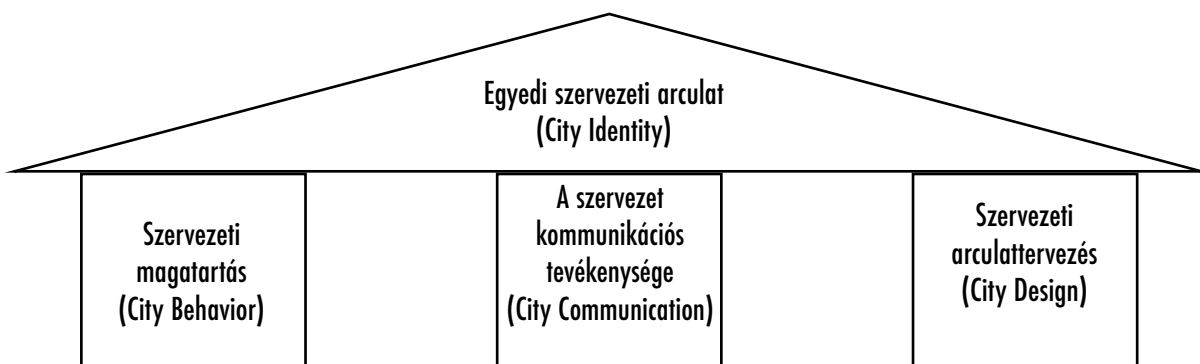 Egyedi szervezeti arculat
(City Identity)
Szervezeti
magatartás
(City Behavior)
A szervezet
kommunikációs
tevékenysége
(City Communication)
Szervezeti
arculattervezés
(City Design)